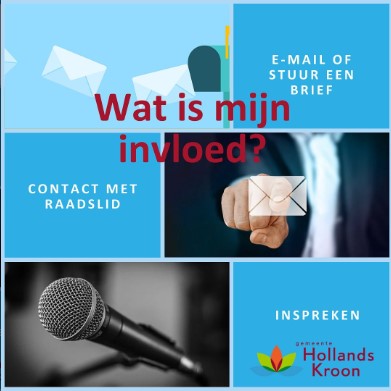 E-MAIL OF
STUUR EEN
BRIEF
Wat is mijn
invloed?
CONTACT MET
RAADSLID
INSPREKEN
gemeente
Hollands
Kroon